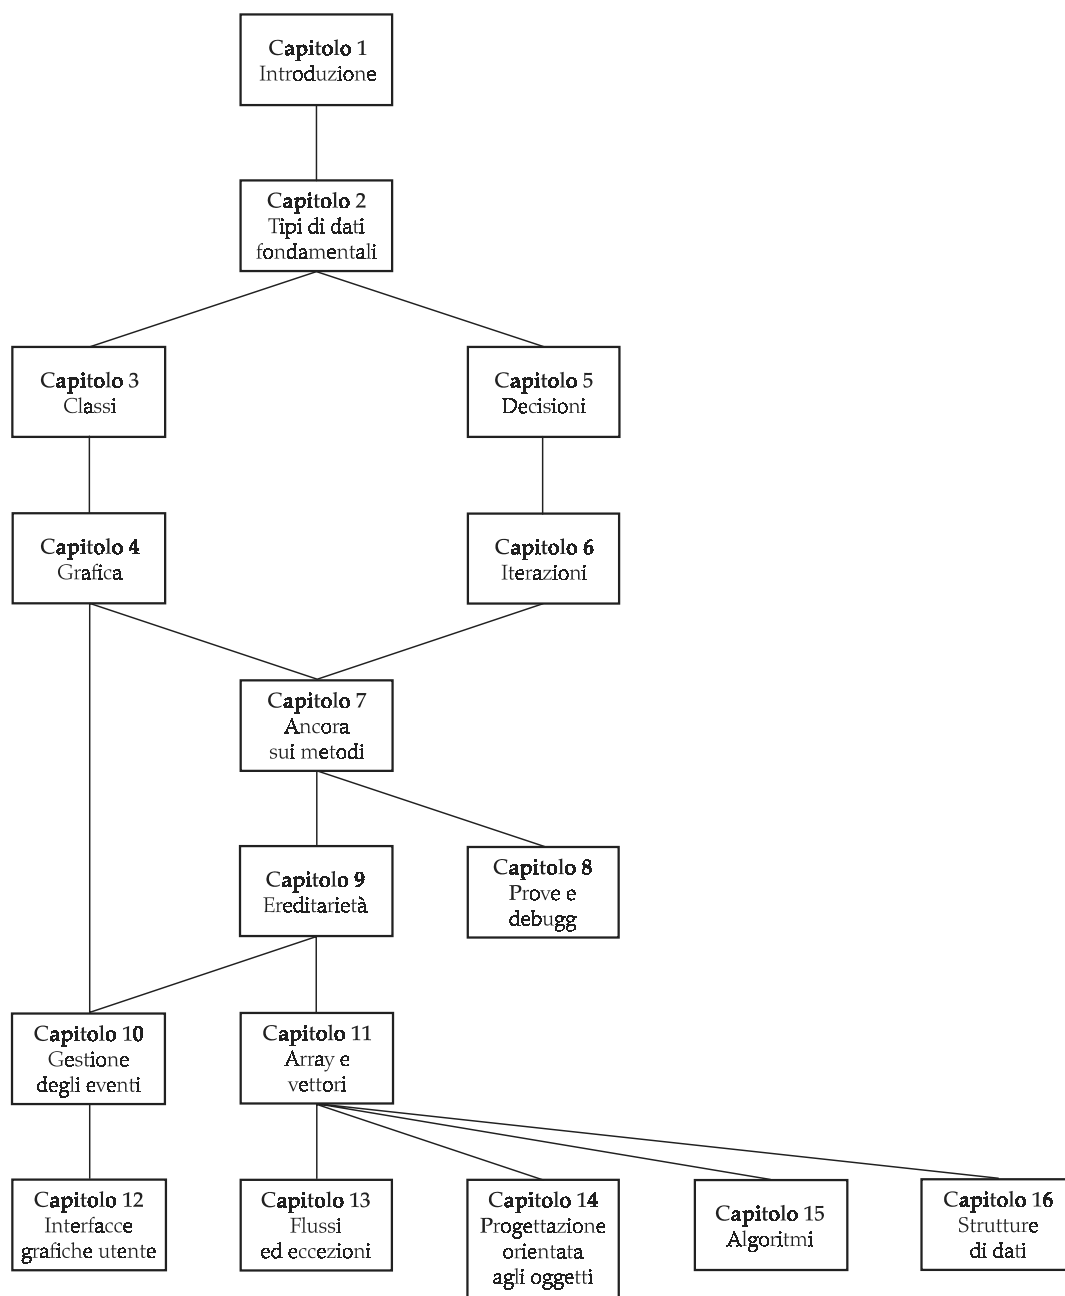 Capitolo 1
Introduzione
Capitolo 2
Tipi di dati
fondamentali
Capitolo 3
Classi
Capitolo 5
Decisioni
Capitolo 4
Grafica
Capitolo 6
Iterazioni
Capitolo 7
Ancora
sui metodi
Capitolo 9
Ereditarietà
Capitolo 8
Prove e
debugg
Capitolo 10
Gestione
degli eventi
Capitolo 11
Array e
vettori
Capitolo 12
Interfacce
grafiche utente
Capitolo 13
Flussi
ed eccezioni
Capitolo 14
Progettazione
orientata
agli oggetti
Capitolo 15
Algoritmi
Capitolo 16
Strutture
di dati